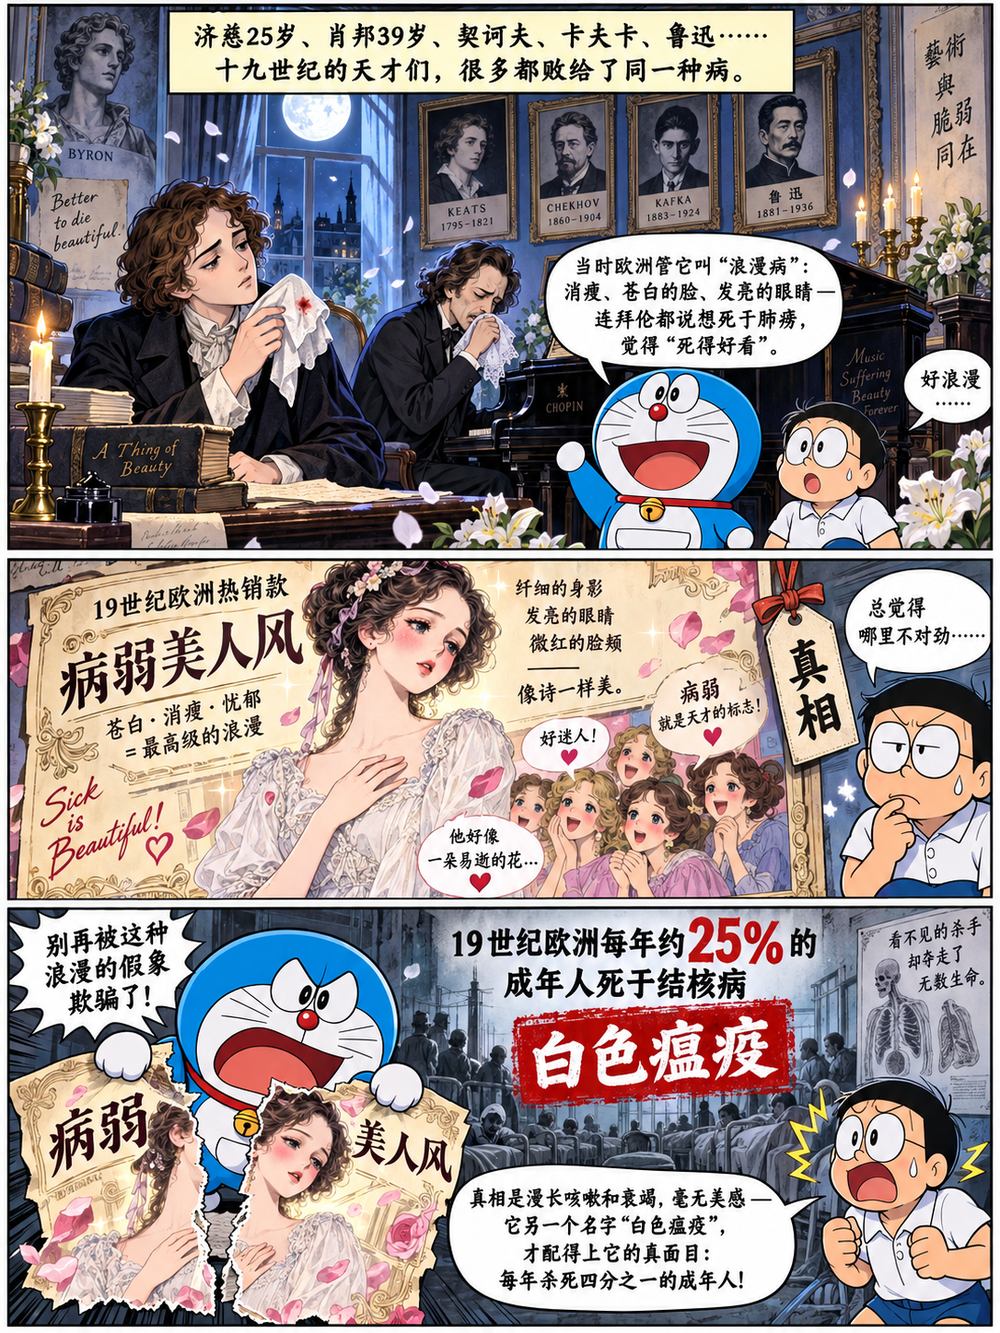 济慈25岁、肖邦39岁、契诃夫、卡夫卡、鲁迅……
十九世纪的天才们，很多都败给了同一种病。
BYRON
Better
to die
beautiful.
KEATS
1795-1821
CHEKHOV
1860-1904
KAFKA
1883-1924
鲁迅
1881-1936
藝術
與
脆弱
同在
当时欧洲管它叫“浪漫病”：
消瘦、苍白的脸、发亮的眼睛—
连拜伦都说想死于肺痨，
觉得“死得好看”。
好浪漫
……
A Thing of
Beauty
CHOPIN
Music
Suffering
Beauty
Forever
19世纪欧洲热销款
病弱美人风
苍白·消瘦·忧郁
=最高级的浪漫
Sick
is
Beautiful!
纤细的身影
发亮的眼睛
微红的脸颊
像诗一样美。
好迷人！
病弱
就是天才的标志！
他好像
一朵易逝的花...
真相
总觉得
哪里不对劲……
别再被这种
浪漫的假象
欺骗了！
病弱
美人风
19世纪欧洲每年约25%的
成年人死于结核病
白色瘟疫
看不见的杀手
却夺走了
无数生命。
真相是漫长咳嗽和衰竭，毫无美感—
它另一个名字“白色瘟疫”，
才配得上它的真面目：
每年杀死四分之一的成年人！